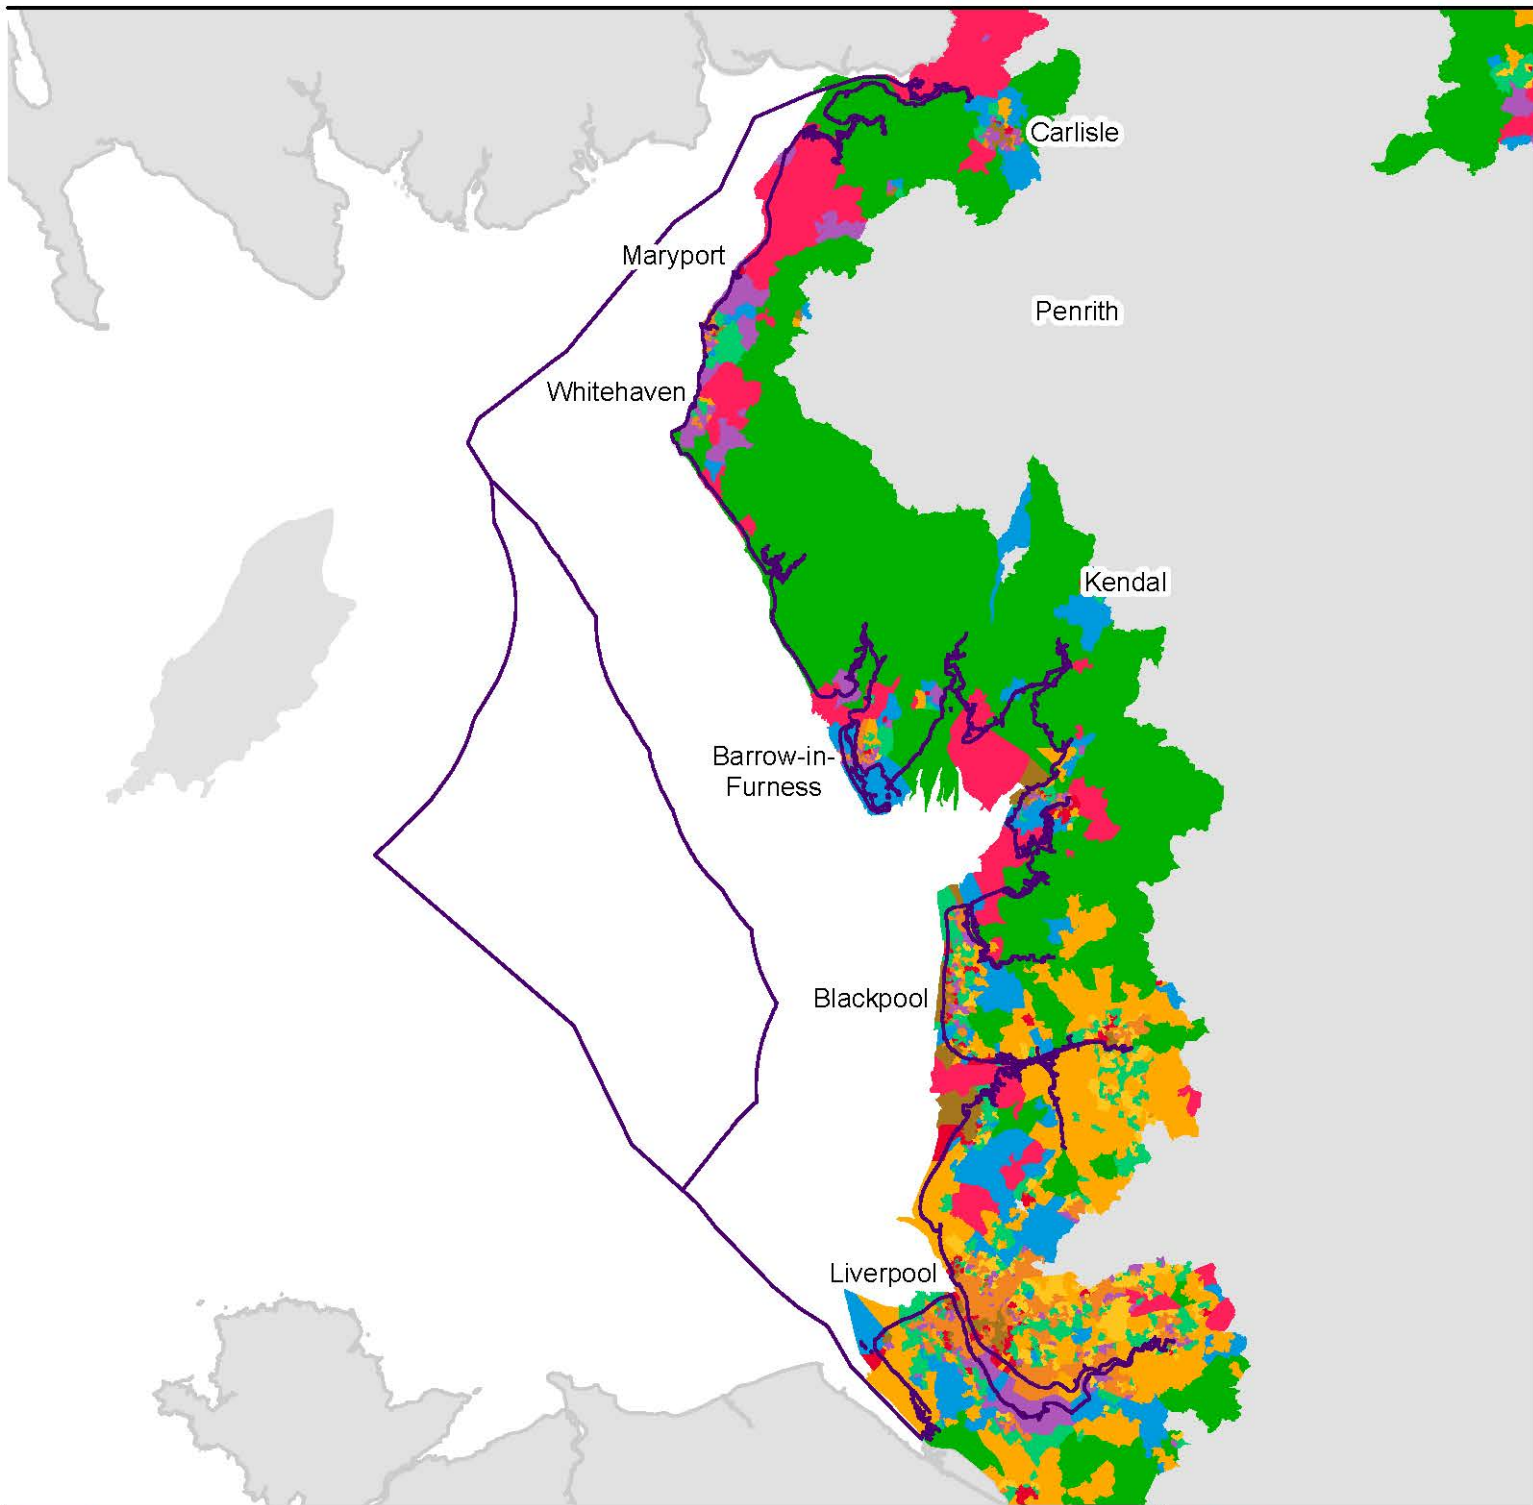 Carlisle
Maryport
Penrith
Whitehaven
Kendal
Barrow-in-
Furness
Blackpool
Liverpool